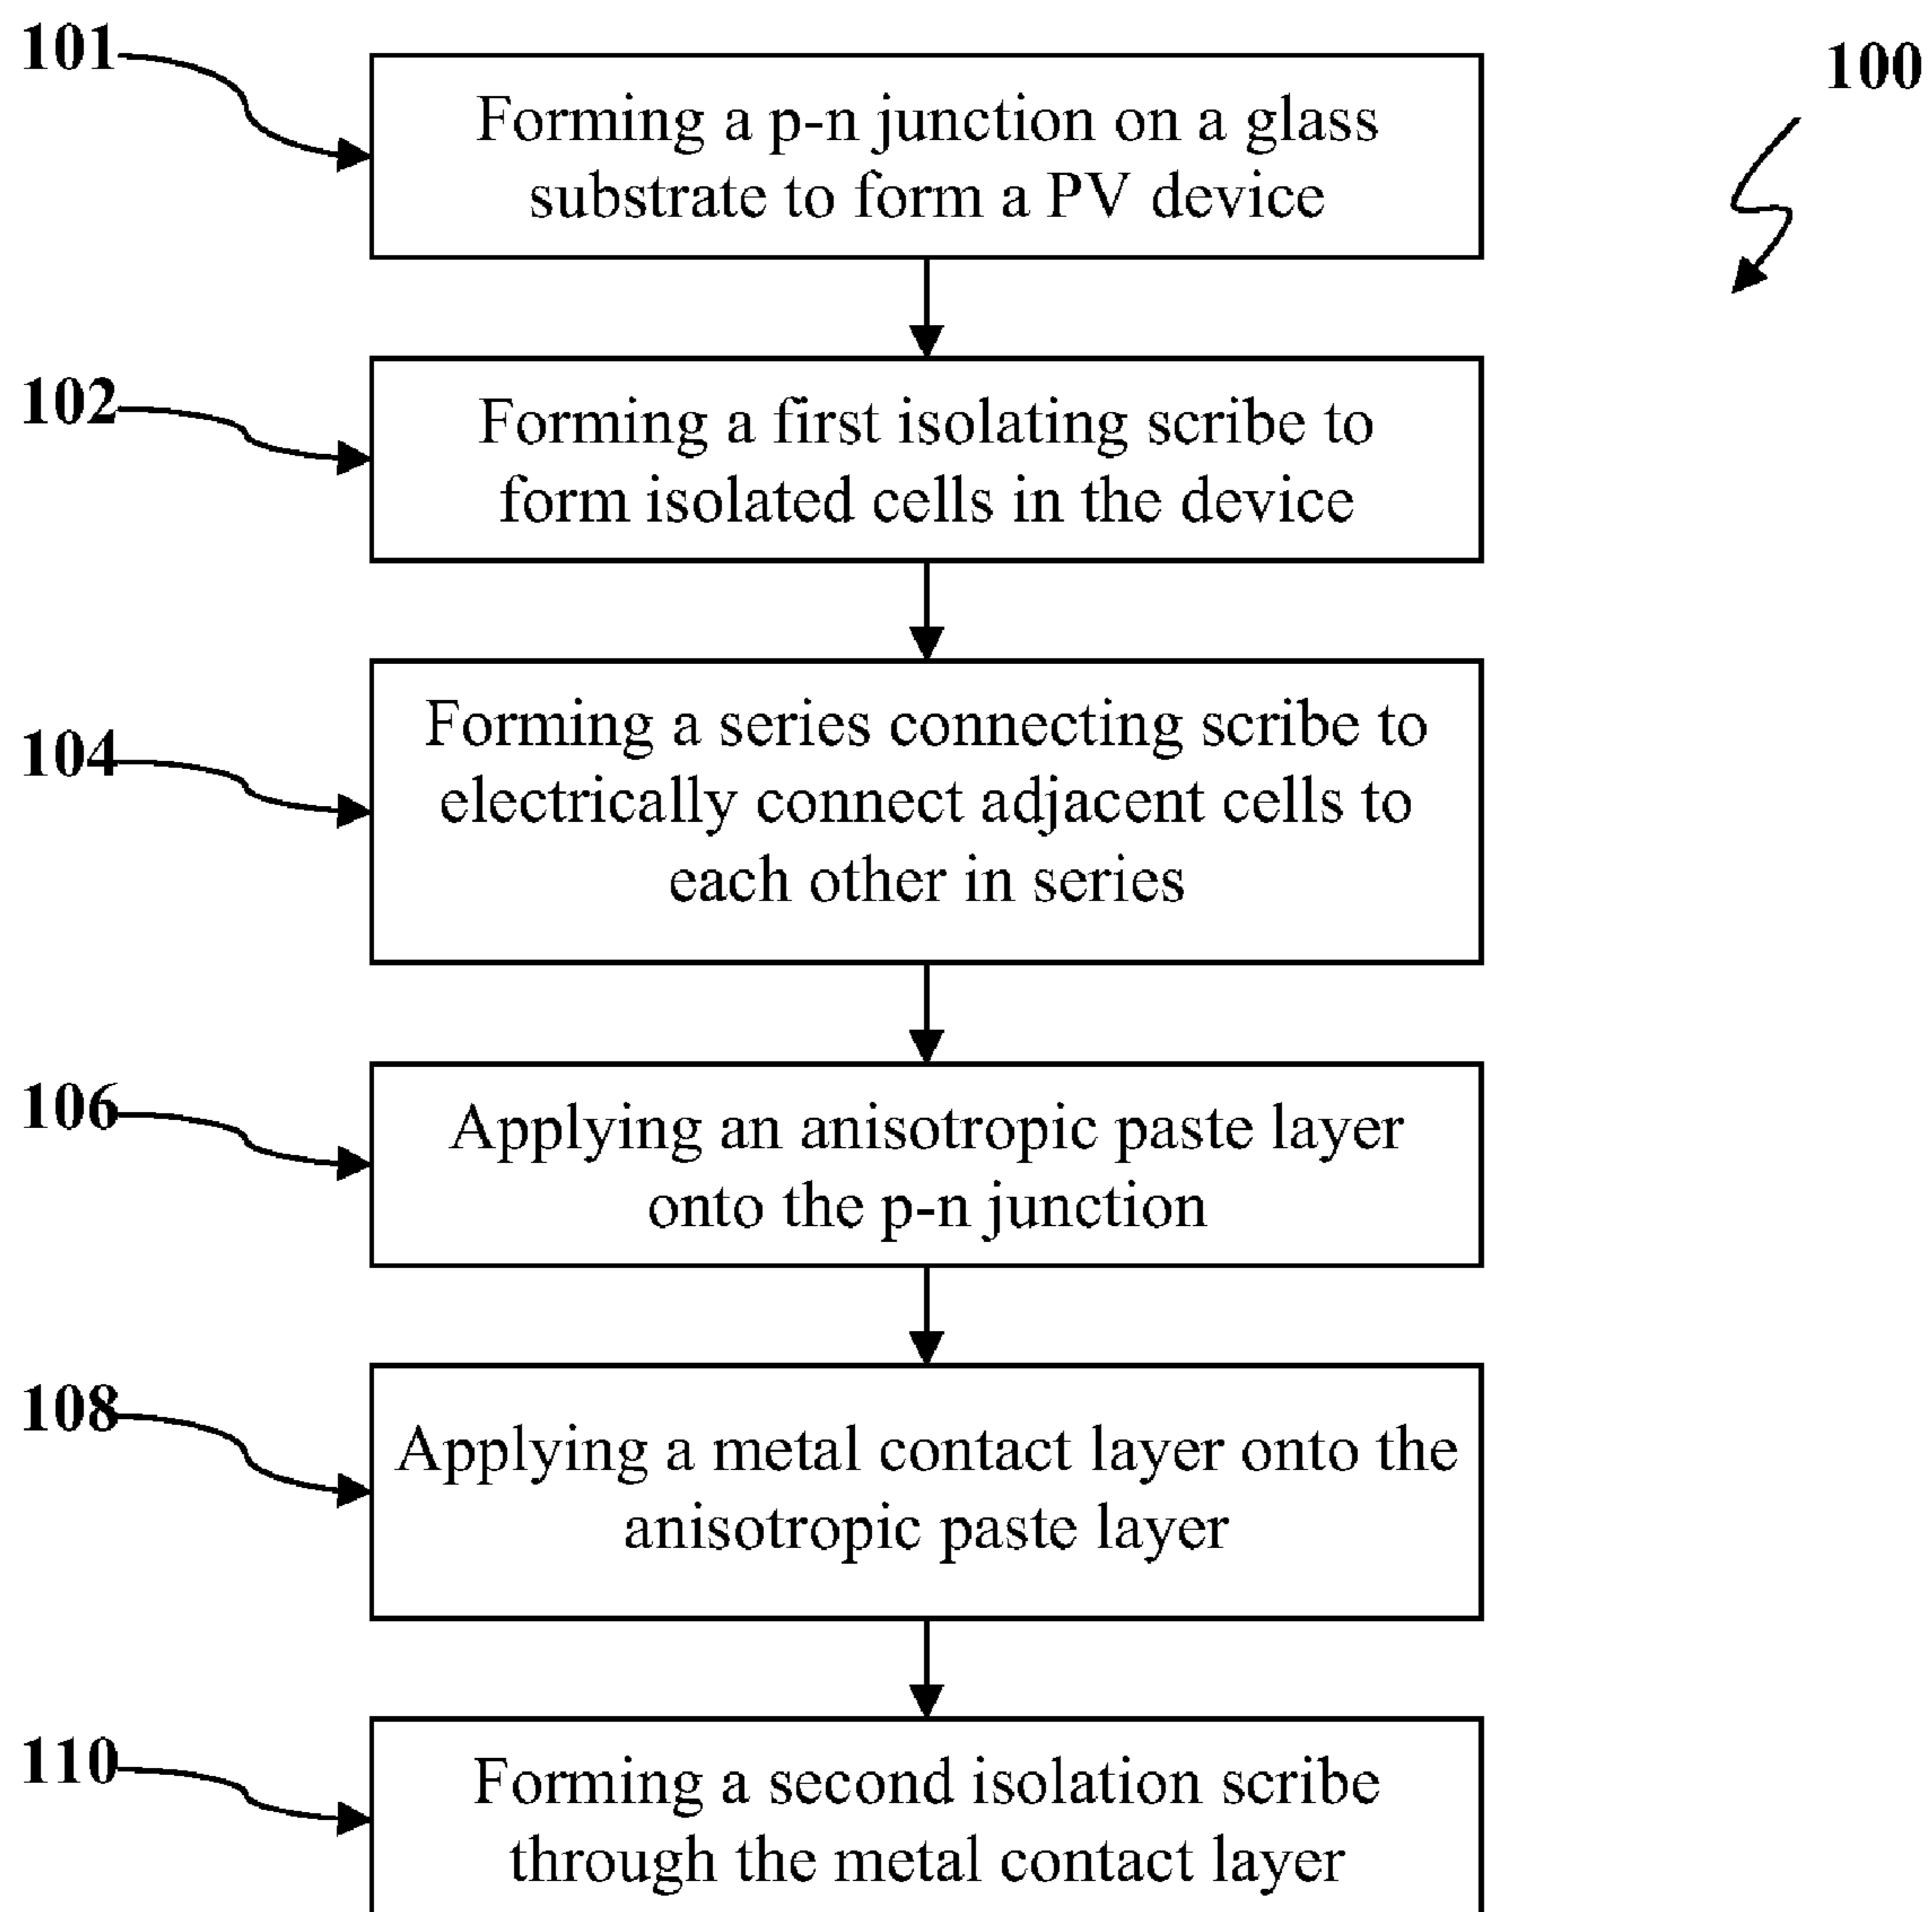 101
100
Forming a p-n junction on a glass
substrate to form a PV device
102
Forming a first isolating scribe to
form isolated cells in the device
104
Forming a series connecting scribe to
electrically connect adjacent cells to
each other in series
106
Applying an anisotropic paste layer
onto the p-n junction
108
Applying a metal contact layer onto the
anisotropic paste layer
110
Forming a second isolation scribe
through the metal contact layer